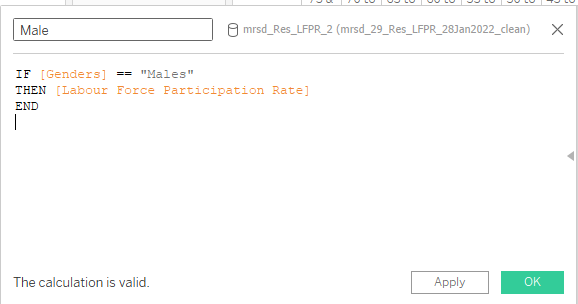 Male
mrsd_Res_LFPR_2 (mrsd_29_Res_LFPR_28Jan2022_clean)
IF [Genders] == "Males"
THEN [Labour Force Participation Rate]
END
The calculation is valid.
Apply
OK